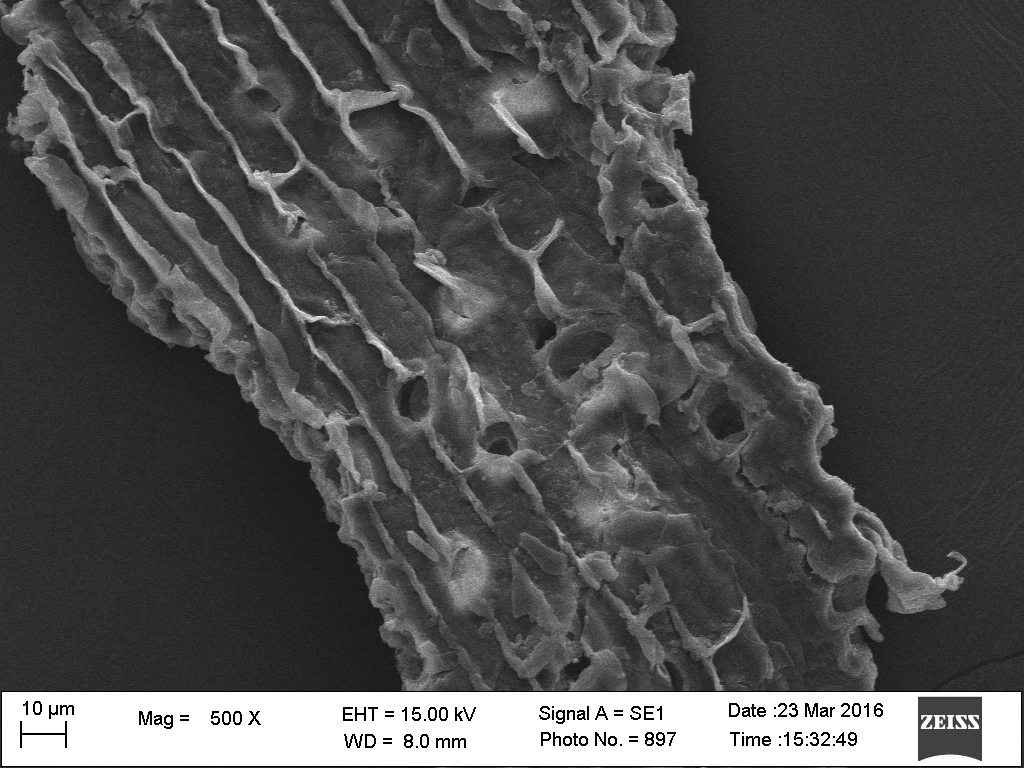 10 µm
Mag = 500 X
EHT = 15.00 kV
WD = 8.0 mm
Signal A = SE1
Photo No. = 897
Date :23 Mar 2016
Time :15:32:49
ZEISS